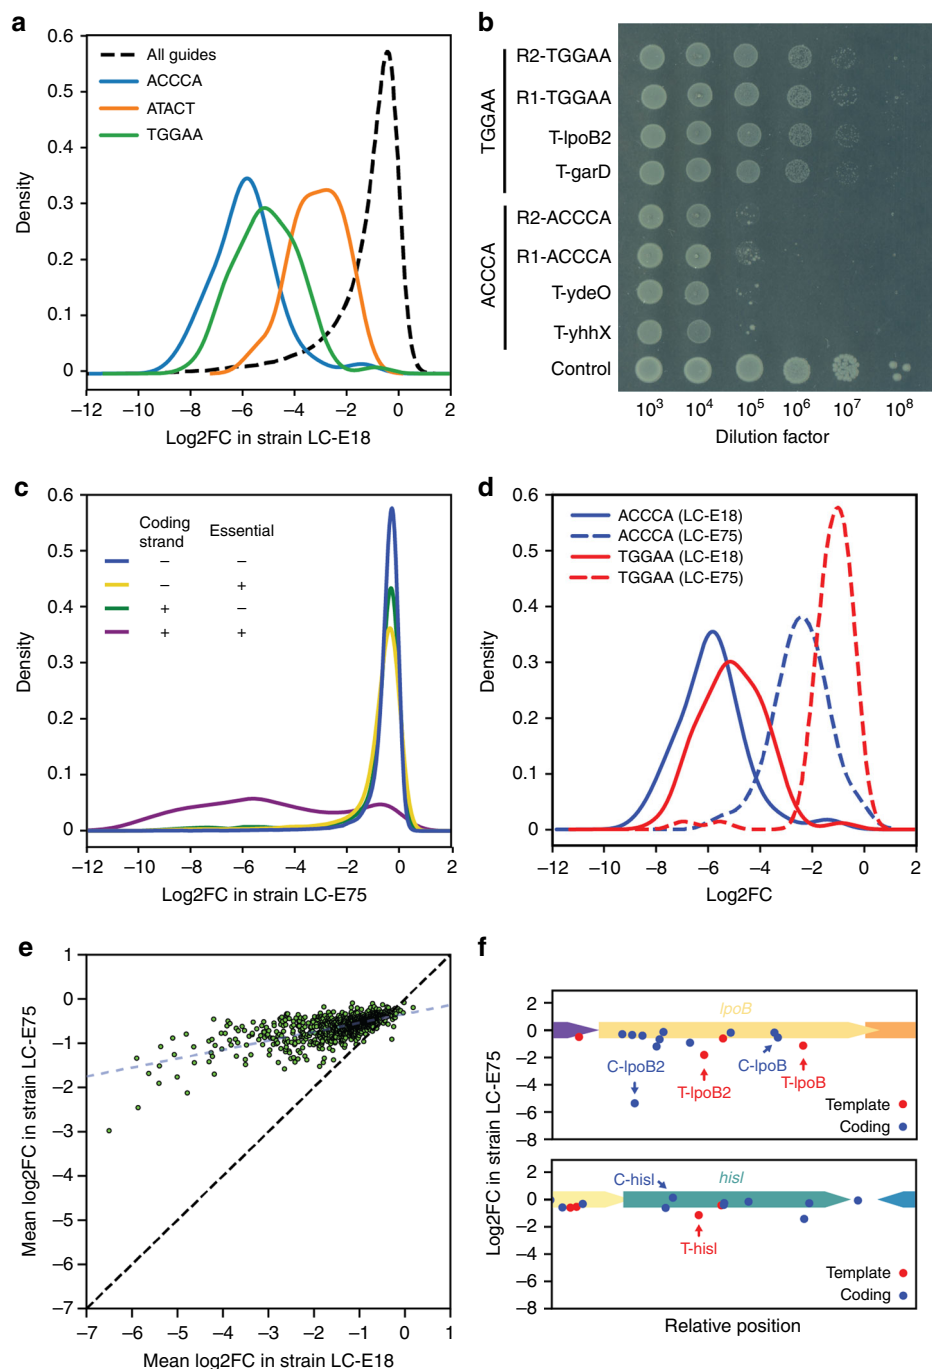 a
0.6
0.5
0.4
0.3
0.2
0.1
0
Density
All guides
ACCCA
ATACT
TGGAA
−12
−10
−8
−6
−4
−2
0
2
Log2FC in strain LC-E18
b
TGGAA
R2-TGGAA
R1-TGGAA
T-lpoB2
T-garD
ACCCA
R2-ACCCA
R1-ACCCA
T-ydeO
T-yhhX
Control
10³
10⁴
10⁵
10⁶
10⁷
10⁸
Dilution factor
c
0.6
0.5
0.4
0.3
0.2
0.1
0
Density
Coding strand
Essential
− −
− +
+ −
+ +
−12
−10
−8
−6
−4
−2
0
2
Log2FC in strain LC-E75
d
0.6
0.5
0.4
0.3
0.2
0.1
0
Density
ACCCA (LC-E18)
ACCCA (LC-E75)
TGGAA (LC-E18)
TGGAA (LC-E75)
−12
−10
−8
−6
−4
−2
0
2
Log2FC
e
1
0
−1
−2
−3
−4
−5
−6
−7
Mean log2FC in strain LC-E75
−7
−6
−5
−4
−3
−2
−1
0
1
Mean log2FC in strain LC-E18
f
Log2FC in strain LC-E75
2
0
−2
−4
−6
−8
lpoB
C-lpoB2
T-lpoB2
C-lpoB
T-lpoB
Template
Coding
2
0
−2
−4
−6
−8
C-hisI
hisI
T-hisI
Template
Coding
Relative position